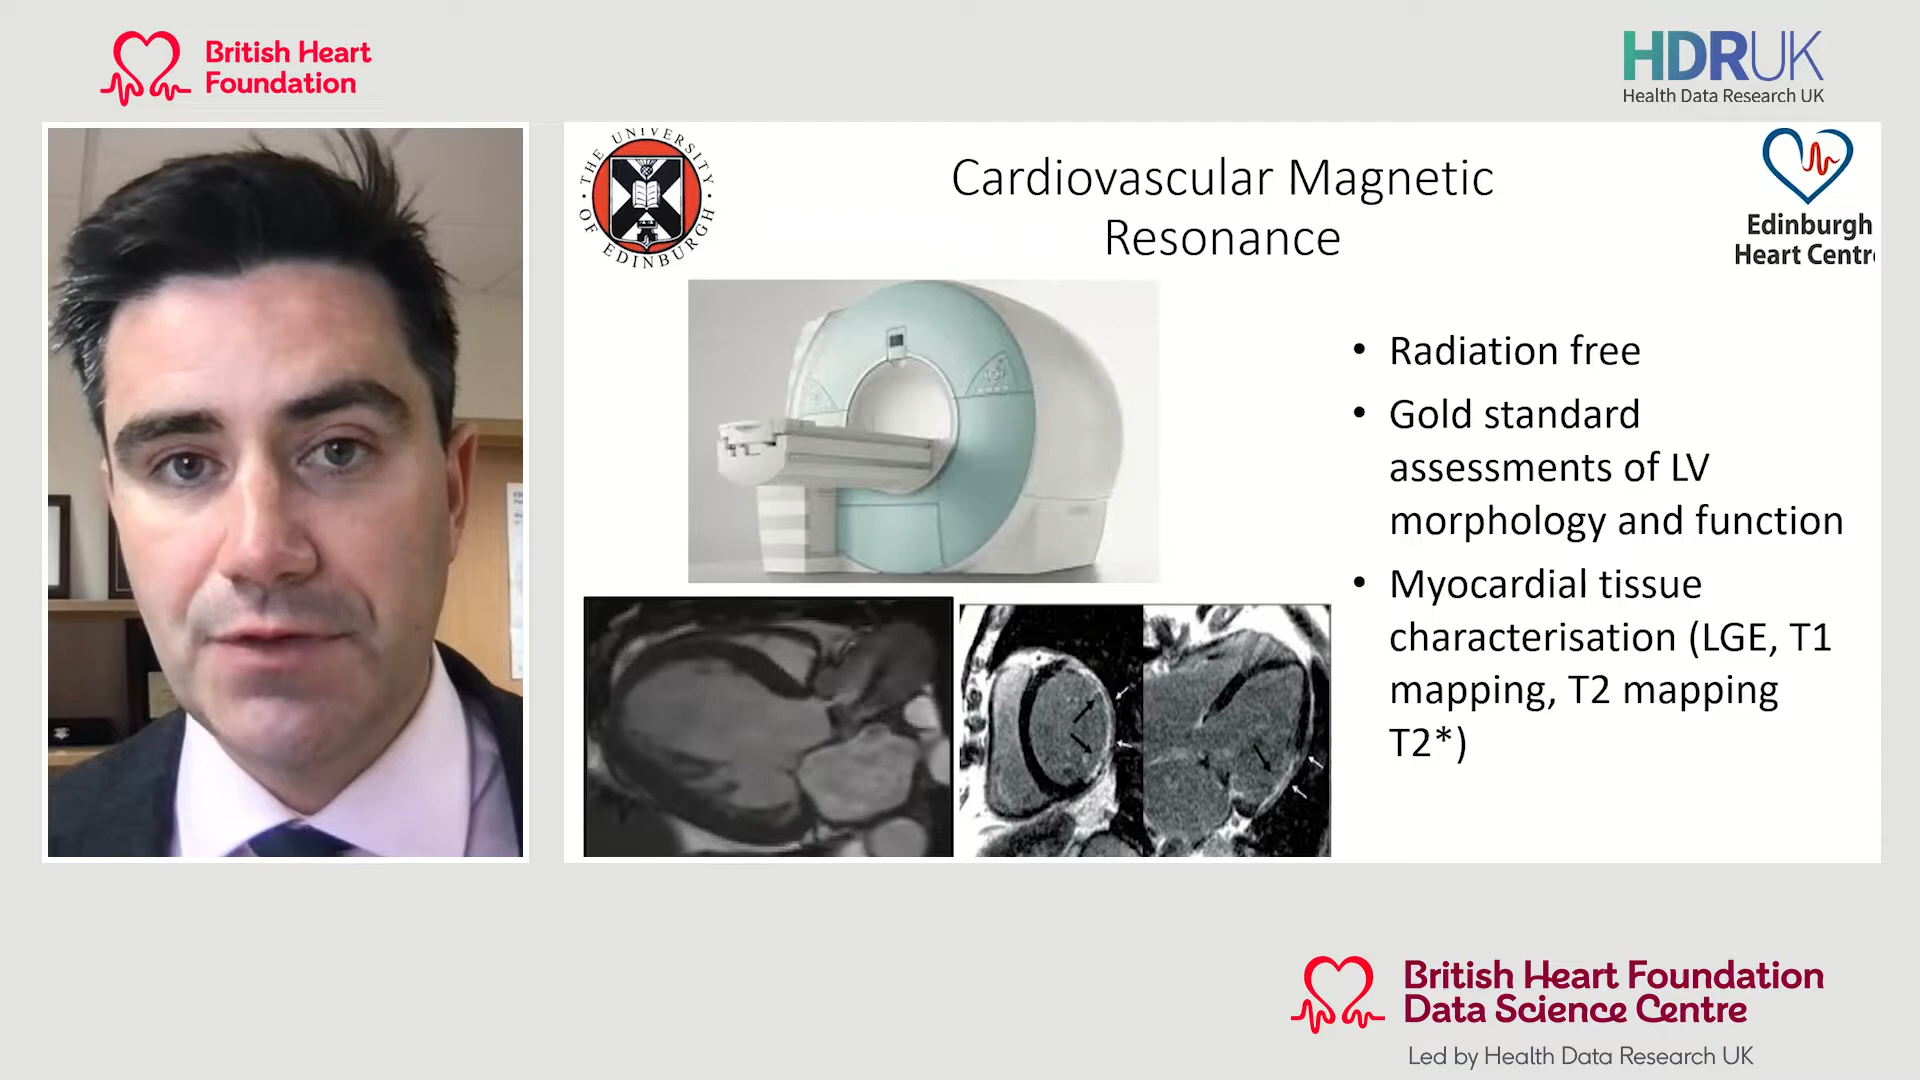 British Heart
Foundation
HDRUK
Health Data Research UK
THE UNIVERSITY OF EDINBURGH
Cardiovascular Magnetic
Resonance
Edinburgh
Heart Centr
• Radiation free
• Gold standard
assessments of LV
morphology and function
• Myocardial tissue
characterisation (LGE, T1
mapping, T2 mapping
T2*)
British Heart Foundation
Data Science Centre
Led by Health Data Research UK